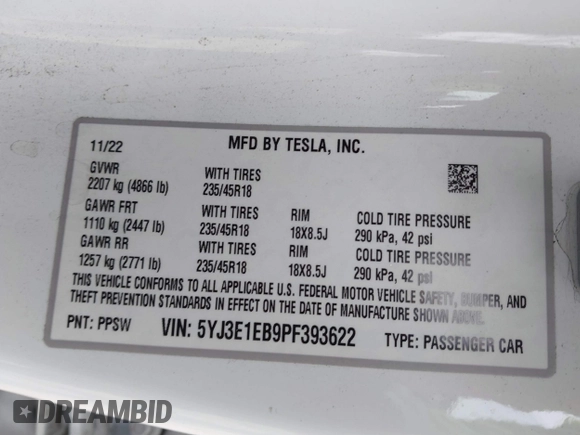 11/22 MFD BY TESLA, INC.
GVWR WITH TIRES
2207 kg (4866 lb) 235/45R18
GAWR FRT WITH TIRES RIM COLD TIRE PRESSURE
1110 kg (2447 lb) 235/45R18 18X8.5J 290 kPa, 42 psi
GAWR RR WITH TIRES RIM COLD TIRE PRESSURE
1257 kg (2771 lb) 235/45R18 18X8.5J 290 kPa, 42 psi
THIS VEHICLE CONFORMS TO ALL APPLICABLE U.S. FEDERAL MOTOR VEHICLE SAFETY, BUMPER, AND
THEFT PREVENTION STANDARDS IN EFFECT ON THE DATE OF MANUFACTURE SHOWN ABOVE.
PNT: PPSW VIN: 5YJ3E1EB9PF393622 TYPE: PASSENGER CAR
DREAMBID